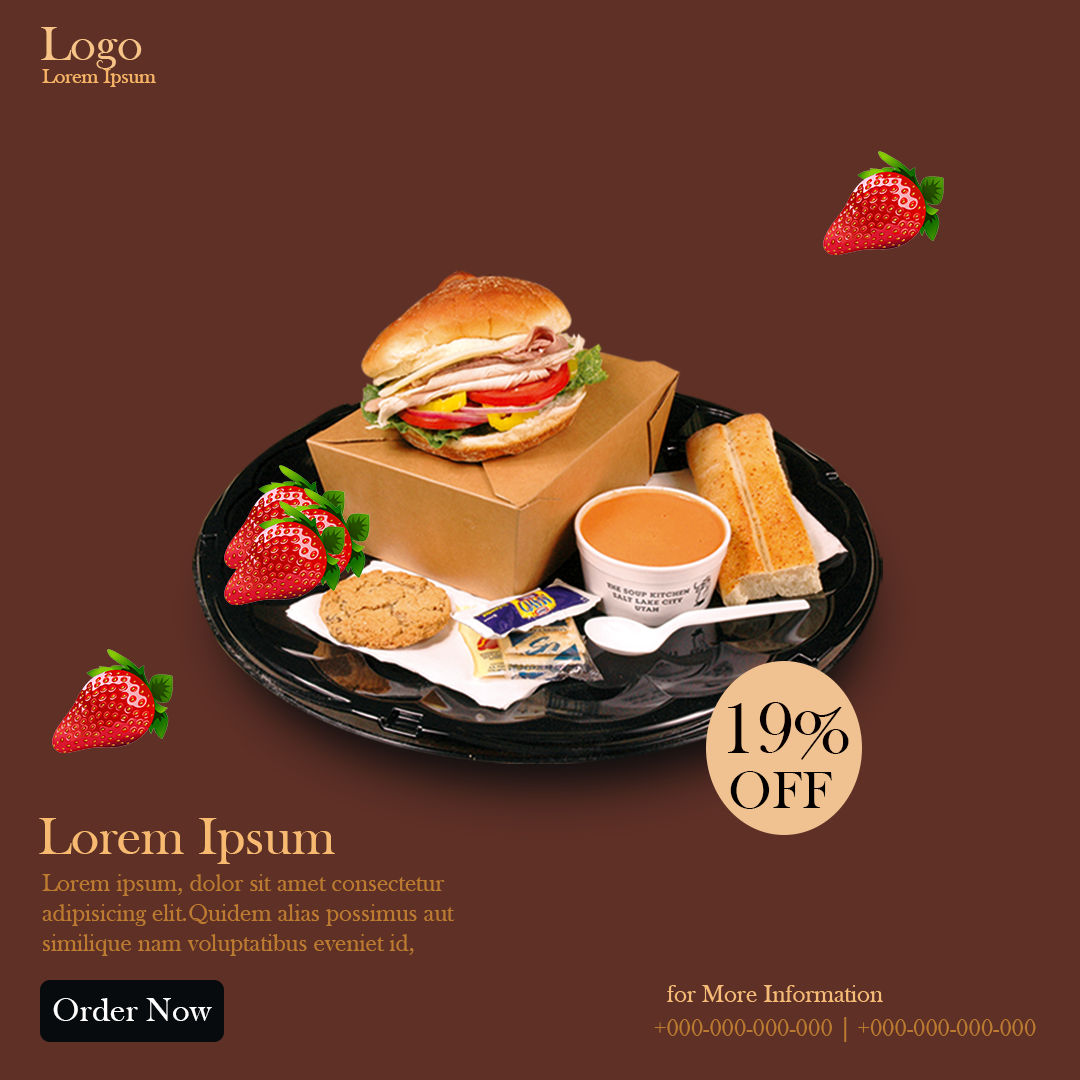 Logo
Lorem Ipsum
THE SOUP KITCHEN
SALT LAKE CITY
UTAH
19%
OFF
Lorem Ipsum
Lorem ipsum, dolor sit amet consectetur
adipisicing elit.Quidem alias possimus aut
similique nam voluptatibus eveniet id,
Order Now
for More Information
+000-000-000-000 | +000-000-000-000